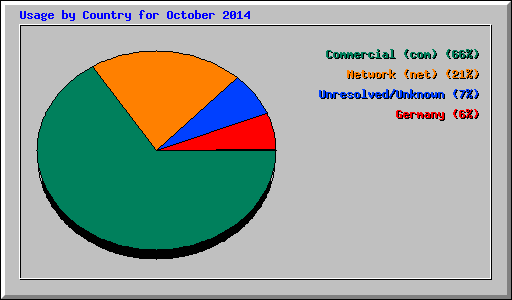 Usage by Country for October 2014
Commercial (com) (66%)
Network (net) (21%)
Unresolved/Unknown (7%)
Germany (6%)